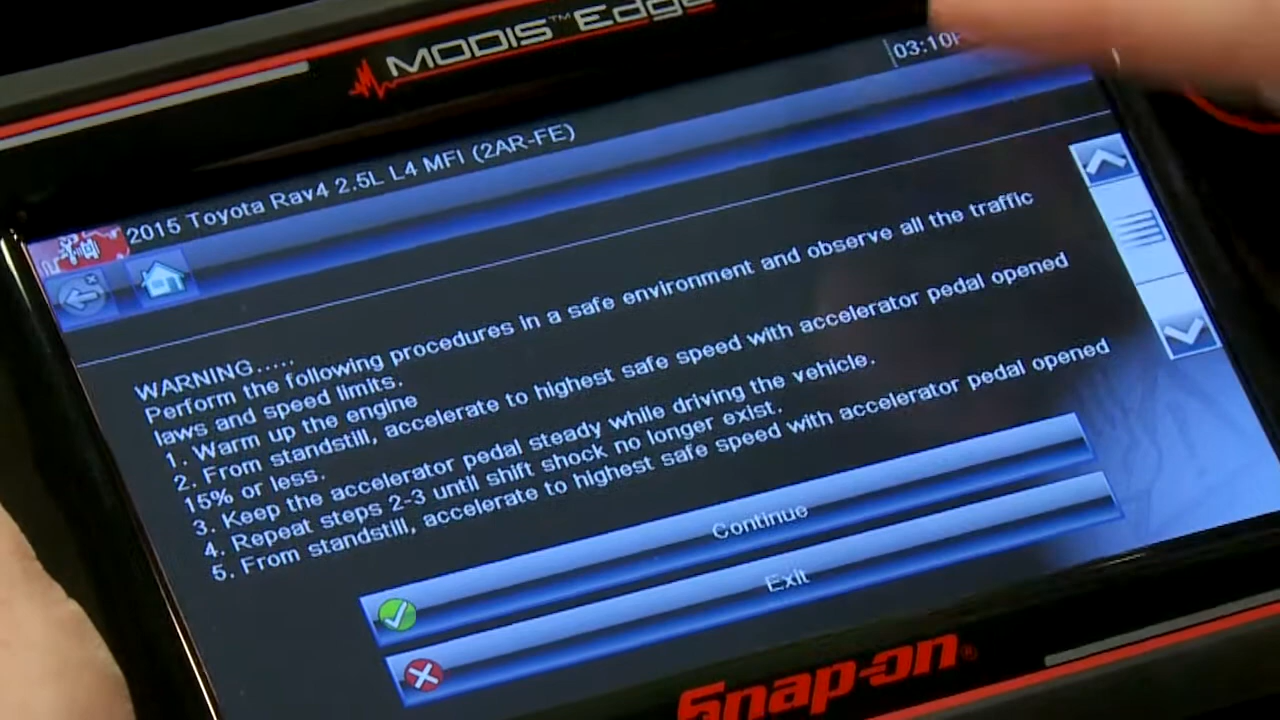 MODIS™ Edge
03:10P
2015 Toyota Rav4 2.5L L4 MFI (2AR-FE)
WARNING.....
Perform the following procedures in a safe environment and observe all the traffic
laws and speed limits.
1. Warm up the engine
2. From standstill, accelerate to highest safe speed with accelerator pedal opened
15% or less.
3. Keep the accelerator pedal steady while driving the vehicle.
4. Repeat steps 2-3 until shift shock no longer exist.
5. From standstill, accelerate to highest safe speed with accelerator pedal opened
Continue
Exit
Snap-on®